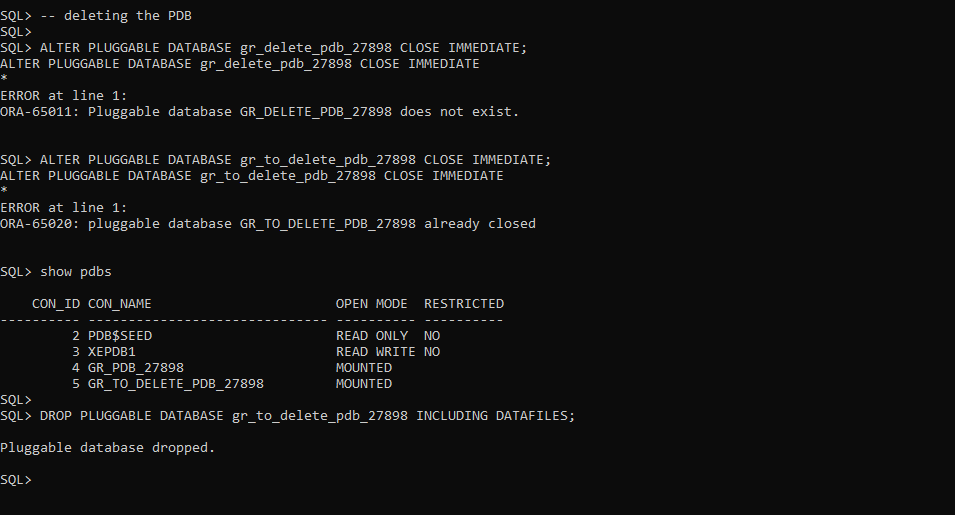 SQL> -- deleting the PDB
SQL>
SQL> ALTER PLUGGABLE DATABASE gr_delete_pdb_27898 CLOSE IMMEDIATE;
ALTER PLUGGABLE DATABASE gr_delete_pdb_27898 CLOSE IMMEDIATE
*
ERROR at line 1:
ORA-65011: Pluggable database GR_DELETE_PDB_27898 does not exist.
SQL> ALTER PLUGGABLE DATABASE gr_to_delete_pdb_27898 CLOSE IMMEDIATE;
ALTER PLUGGABLE DATABASE gr_to_delete_pdb_27898 CLOSE IMMEDIATE
*
ERROR at line 1:
ORA-65020: pluggable database GR_TO_DELETE_PDB_27898 already closed
SQL> show pdbs
    CON_ID CON_NAME                       OPEN MODE  RESTRICTED
---------- ------------------------------ ---------- ----------
         2 PDB$SEED                       READ ONLY  NO
         3 XEPDB1                         READ WRITE NO
         4 GR_PDB_27898                   MOUNTED
         5 GR_TO_DELETE_PDB_27898         MOUNTED
SQL>
SQL> DROP PLUGGABLE DATABASE gr_to_delete_pdb_27898 INCLUDING DATAFILES;
Pluggable database dropped.
SQL>